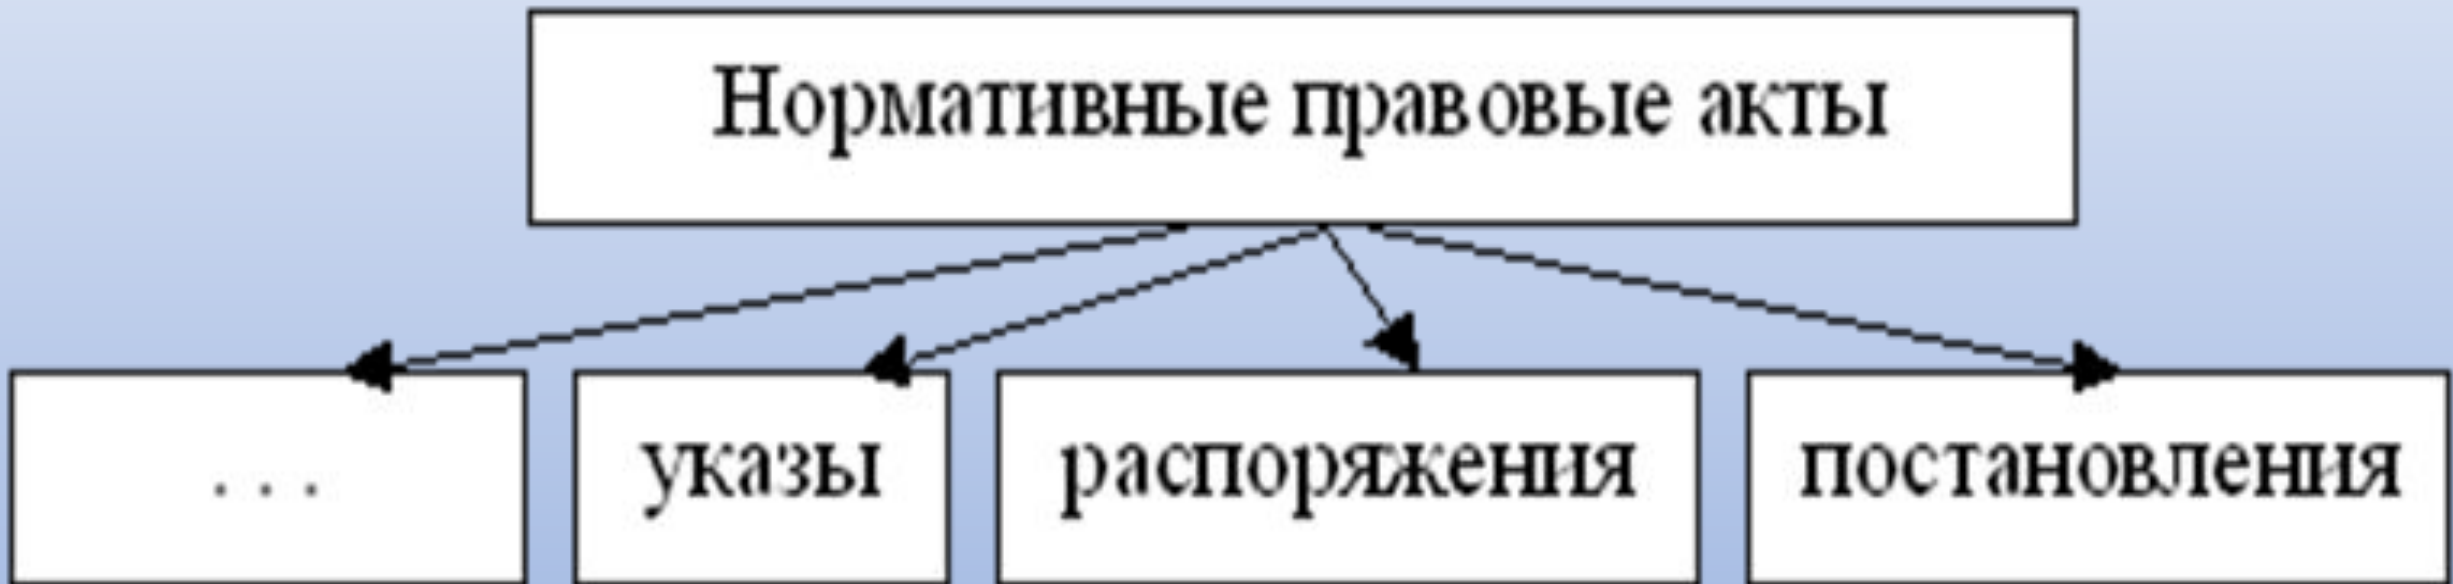 Нормативные правовые акты
. . .
указы
распоряжения
постановления